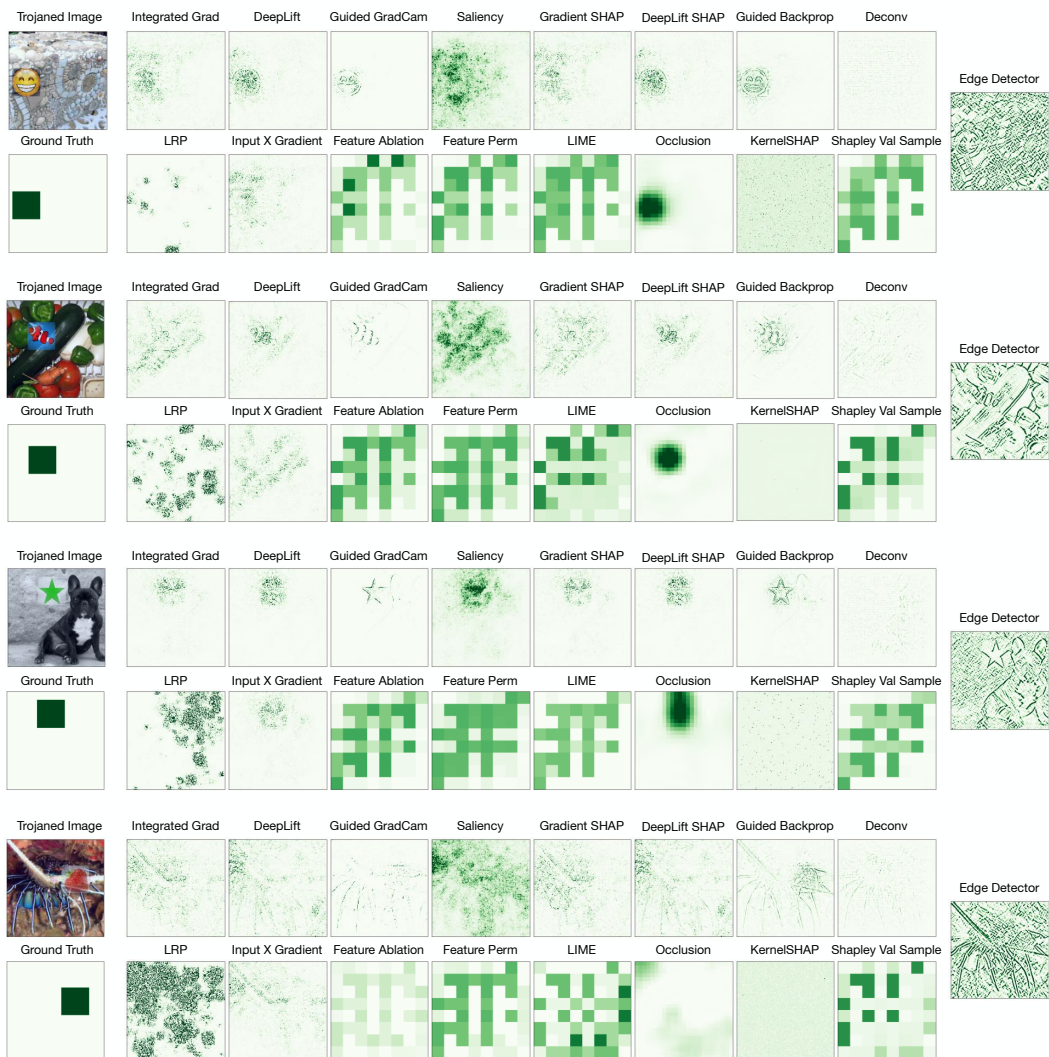 Trojaned Image Integrated Grad DeepLift Guided GradCam Saliency Gradient SHAP DeepLift SHAP Guided Backprop Deconv
Edge Detector
Ground Truth LRP Input X Gradient Feature Ablation Feature Perm LIME Occlusion KernelSHAP Shapley Val Sample
Trojaned Image Integrated Grad DeepLift Guided GradCam Saliency Gradient SHAP DeepLift SHAP Guided Backprop Deconv
Edge Detector
Ground Truth LRP Input X Gradient Feature Ablation Feature Perm LIME Occlusion KernelSHAP Shapley Val Sample
Trojaned Image Integrated Grad DeepLift Guided GradCam Saliency Gradient SHAP DeepLift SHAP Guided Backprop Deconv
Edge Detector
Ground Truth LRP Input X Gradient Feature Ablation Feature Perm LIME Occlusion KernelSHAP Shapley Val Sample
Trojaned Image Integrated Grad DeepLift Guided GradCam Saliency Gradient SHAP DeepLift SHAP Guided Backprop Deconv
Edge Detector
Ground Truth LRP Input X Gradient Feature Ablation Feature Perm LIME Occlusion KernelSHAP Shapley Val Sample